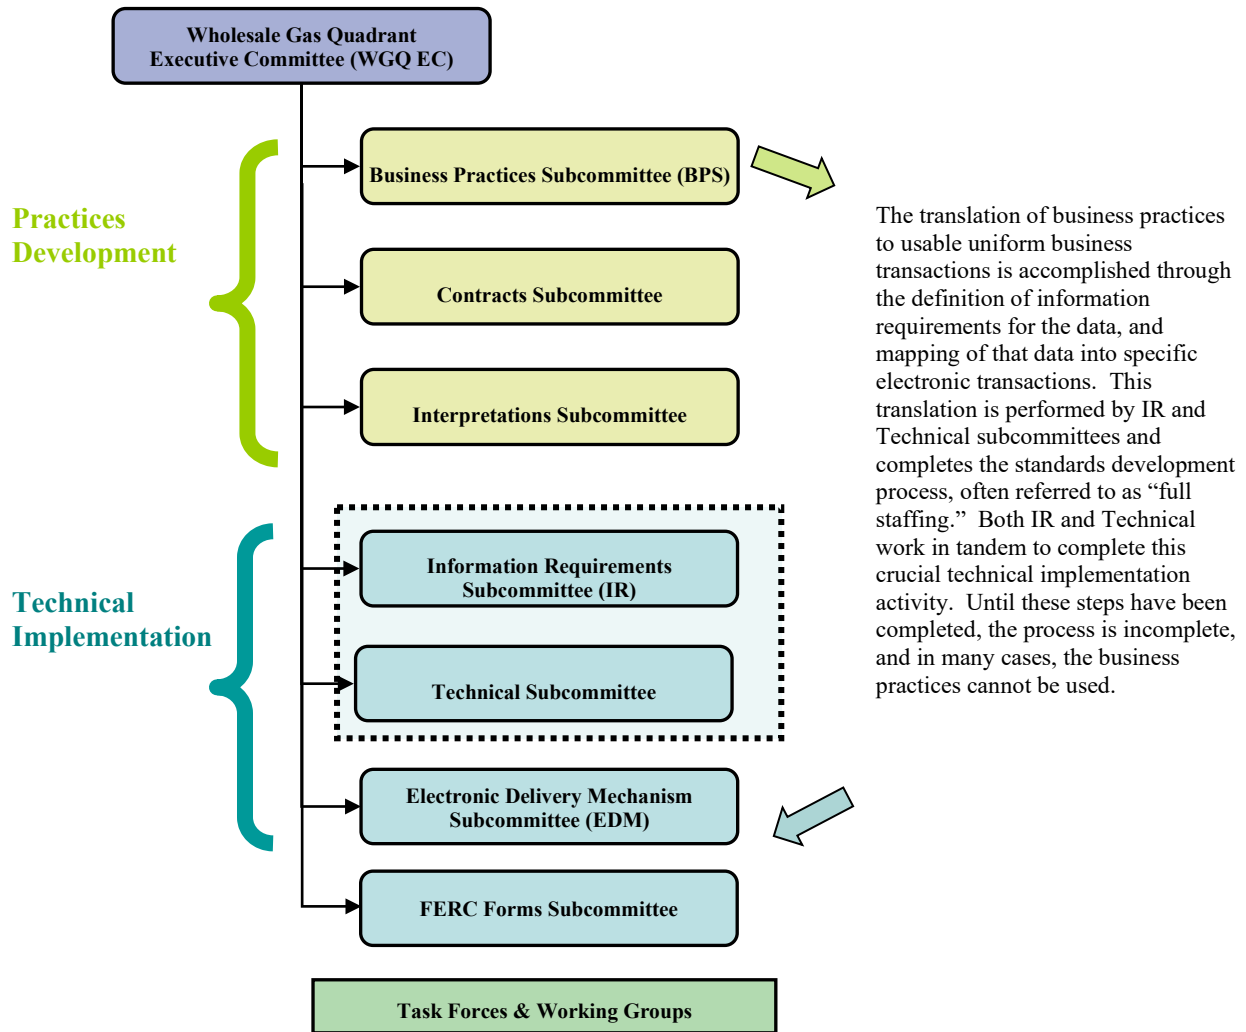 Wholesale Gas Quadrant
Executive Committee (WGQ EC)
Practices
Development
Business Practices Subcommittee (BPS)
Contracts Subcommittee
Interpretations Subcommittee
Technical
Implementation
Information Requirements
Subcommittee (IR)
Technical Subcommittee
Electronic Delivery Mechanism
Subcommittee (EDM)
FERC Forms Subcommittee
Task Forces & Working Groups
The translation of business practices
to usable uniform business
transactions is accomplished through
the definition of information
requirements for the data, and
mapping of that data into specific
electronic transactions.  This
translation is performed by IR and
Technical subcommittees and
completes the standards development
process, often referred to as “full
staffing.”  Both IR and Technical
work in tandem to complete this
crucial technical implementation
activity.  Until these steps have been
completed, the process is incomplete,
and in many cases, the business
practices cannot be used.